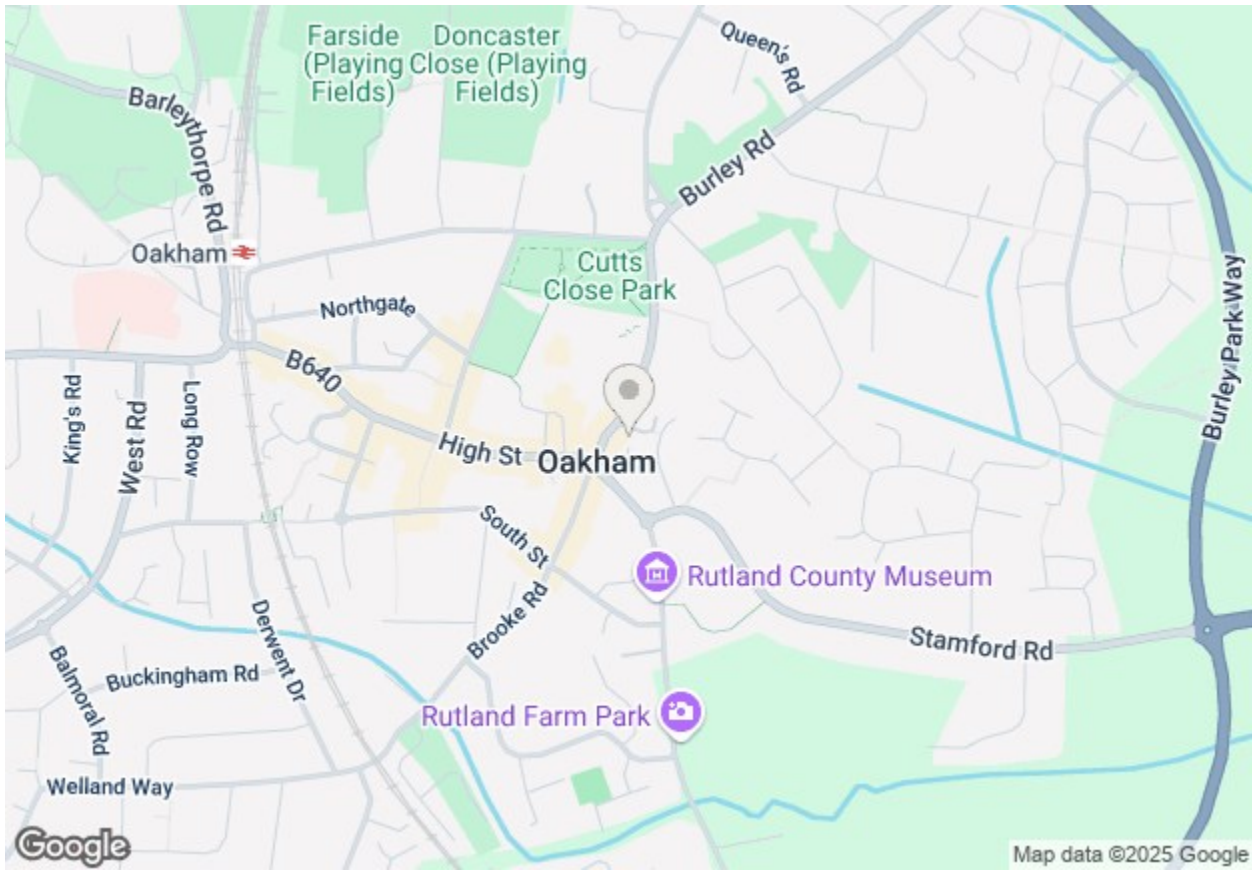 Farside
(Playing
Fields)
Doncaster
Close (Playing
Fields)
Queen's Rd
Barleythorpe Rd
Burley Rd
Oakham
Cutts
Close Park
Northgate
Burley Park Way
B640
King's Rd
West Rd
Long Row
High St
Oakham
South St
Rutland County Museum
Brooke Rd
Stamford Rd
Derwent Dr
Balmoral Rd
Buckingham Rd
Rutland Farm Park
Welland Way
Google
Map data ©2025 Google